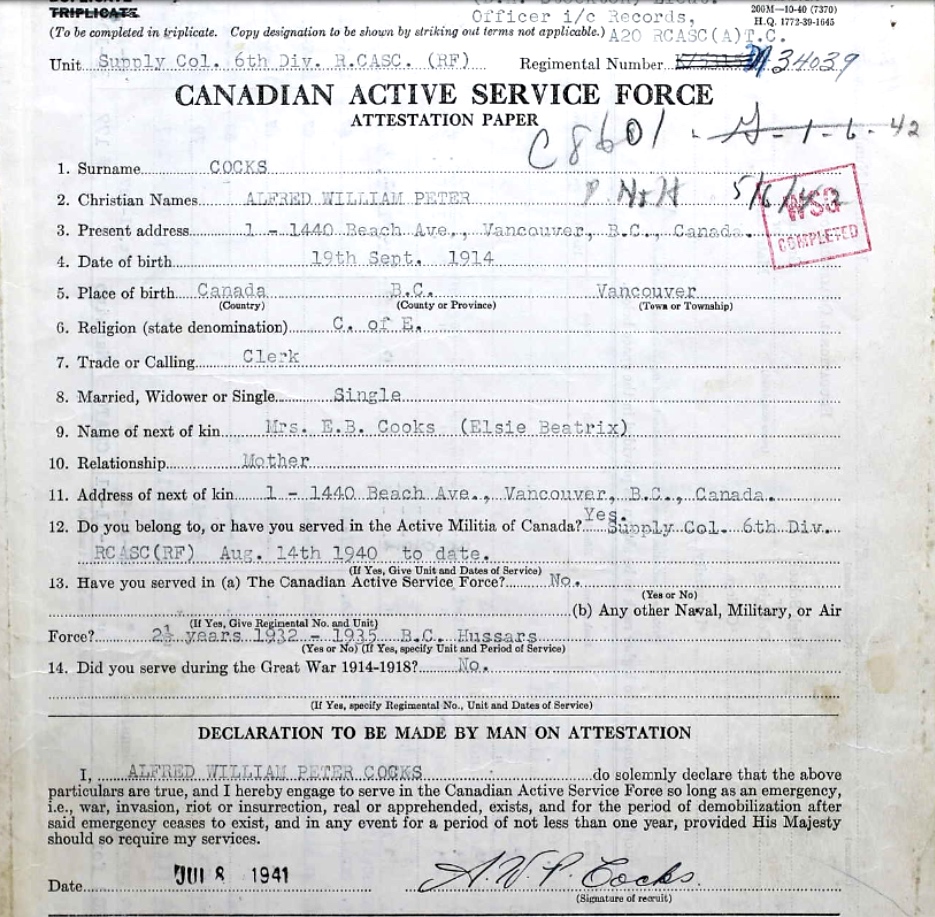 TRIPLICATE
Officer i/c Records,
200M—10-40 (7370)
H.Q. 1772-39-1645
(To be completed in triplicate. Copy designation to be shown by striking out terms not applicable.) A20 RCASC(A)T.C.
Unit Supply Col. 6th Div. R.CASC. (RF) Regimental Number 34039
CANADIAN ACTIVE SERVICE FORCE
ATTESTATION PAPER
C8601 1-6-42
1. Surname COCKS
2. Christian Names ALFRED WILLIAM PETER
WSG
COMPLETED
3. Present address 1 - 1440 Beach Ave., Vancouver, B.C., Canada.
4. Date of birth 19th Sept. 1914
5. Place of birth Canada B.C. Vancouver
(Country) (County or Province) (Town or Township)
6. Religion (state denomination) C. of E.
7. Trade or Calling Clerk
8. Married, Widower or Single Single
9. Name of next of kin Mrs. E.B. Cocks (Elsie Beatrix)
10. Relationship Mother
11. Address of next of kin 1 - 1440 Beach Ave., Vancouver, B.C., Canada.
12. Do you belong to, or have you served in the Active Militia of Canada? Yes. Supply Col. 6th Div.
RCASC(RF) Aug. 14th 1940 to date.
(If Yes, Give Unit and Dates of Service)
13. Have you served in (a) The Canadian Active Service Force? No.
(Yes or No)
(b) Any other Naval, Military, or Air
(If Yes, Give Regimental No. and Unit)
Force? 2½ years 1932 - 1935 B.C. Hussars
(Yes or No) (If Yes, specify Unit and Period of Service)
14. Did you serve during the Great War 1914-1918? No.
(If Yes, specify Regimental No., Unit and Dates of Service)
DECLARATION TO BE MADE BY MAN ON ATTESTATION
I, ALFRED WILLIAM PETER COCKS do solemnly declare that the above
particulars are true, and I hereby engage to serve in the Canadian Active Service Force so long as an emergency,
i.e., war, invasion, riot or insurrection, real or apprehended, exists, and for the period of demobilization after
said emergency ceases to exist, and in any event for a period of not less than one year, provided His Majesty
should so require my services.
Date JUL 8 1941 A.W.P. Cocks.
(Signature of recruit)